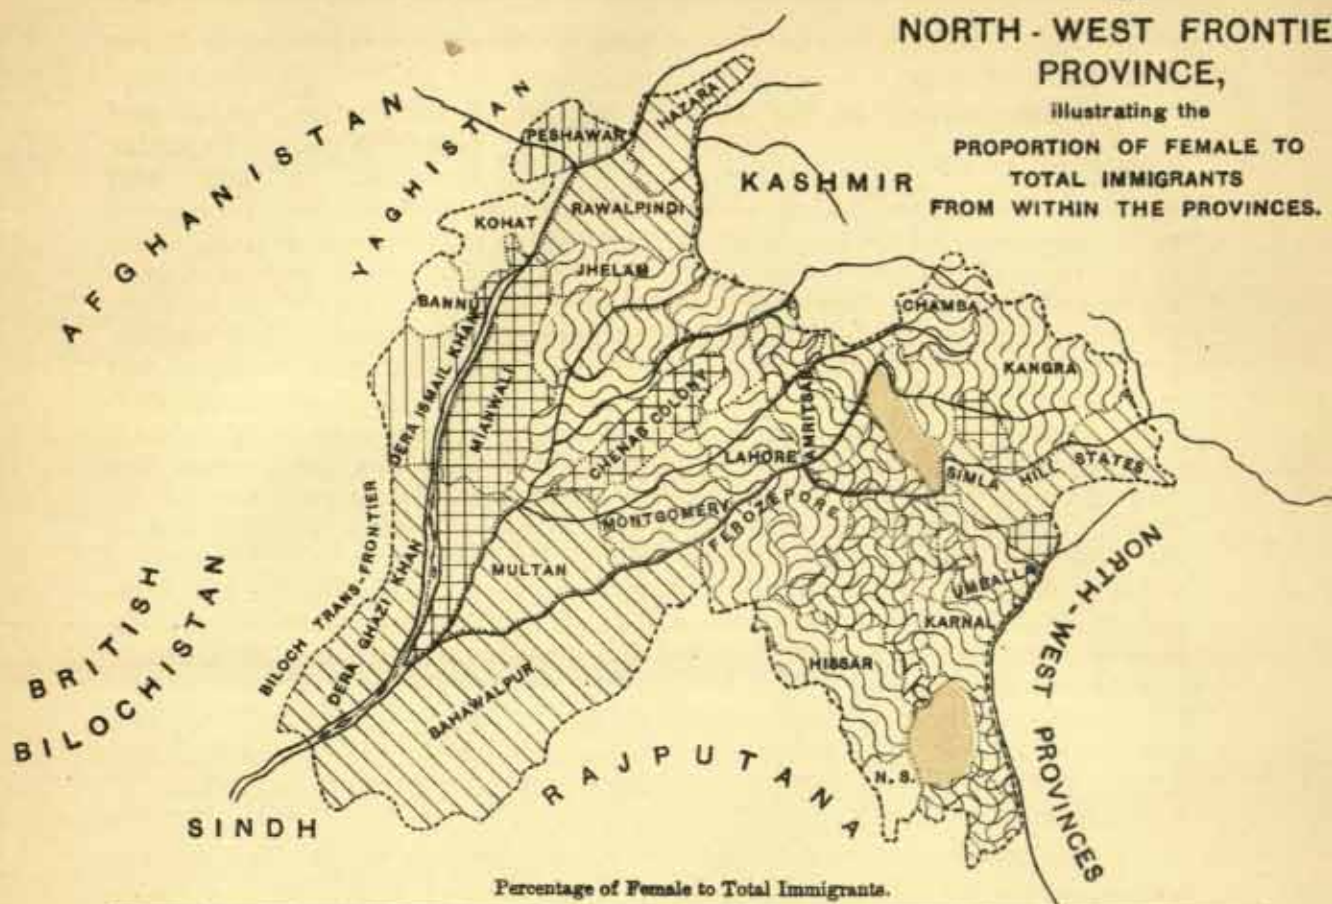 NORTH-WEST FRONTIE
PROVINCE,
illustrating the
PROPORTION OF FEMALE TO
TOTAL IMMIGRANTS
FROM WITHIN THE PROVINCES.
AFGHANISTAN
YAGHISTAN
PESHAWAR
HAZARA
KASHMIR
KOHAT
RAWALPINDI
JHELAM
BANNU
CHAMBA
KANGRA
DERA ISMAIL KHAN
MIANWALI
CHENAB COLONY
AMRITSAR
LAHORE
SIMLA HILL STATES
MONTGOMERY
FEROZEPORE
BILOCH TRANS-FRONTIER
DERA GHAZI KHAN
MULTAN
UMBALLA
KARNAL
NORTH-WEST PROVINCES
BRITISH
BILOCHISTAN
HISSAR
BAHAWALPUR
N.S.
RAJPUTANA
SINDH
Percentage of Female to Total Immigrants.